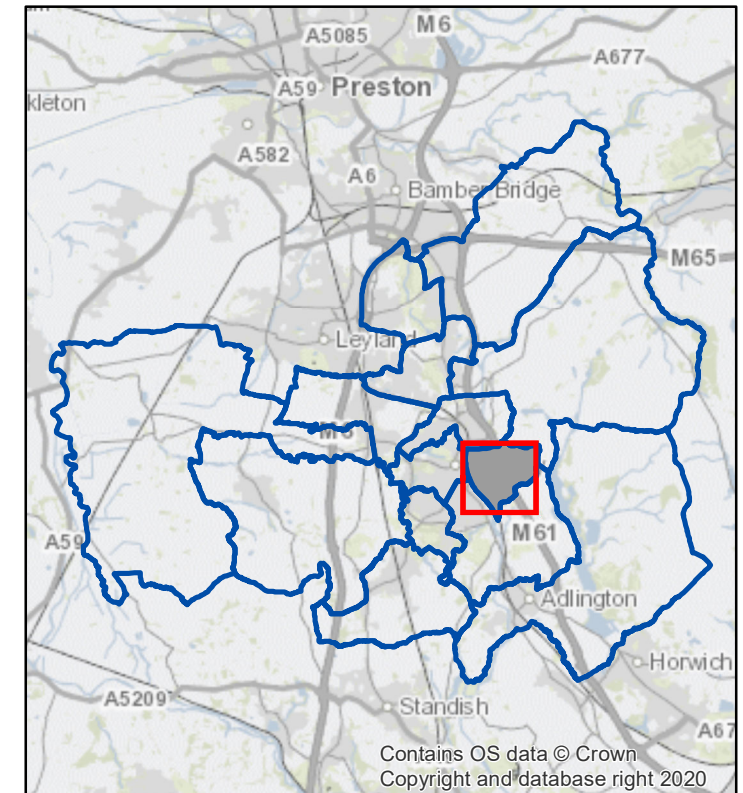 M6
A5085
A677
A59
Preston
kleton
A582
A6
Bamber Bridge
M65
Leyland
M6
A59
M61
Adlington
Horwich
A5209
Standish
A67
Contains OS data © Crown
Copyright and database right 2020